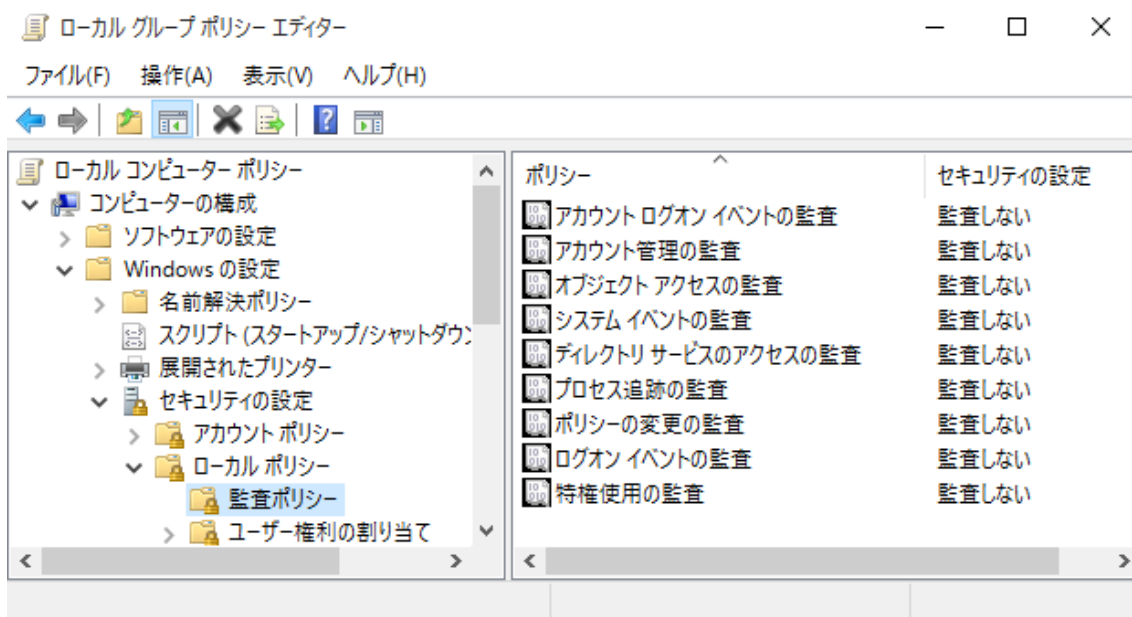 ローカル グループ ポリシー エディター
ファイル(F) 操作(A) 表示(V) ヘルプ(H)
ローカル コンピューター ポリシー
コンピューターの構成
ソフトウェアの設定
Windows の設定
名前解決ポリシー
スクリプト (スタートアップ/シャットダウン
展開されたプリンター
セキュリティの設定
アカウント ポリシー
ローカル ポリシー
監査ポリシー
ユーザー権利の割り当て
ポリシー セキュリティの設定
アカウント ログオン イベントの監査 監査しない
アカウント管理の監査 監査しない
オブジェクト アクセスの監査 監査しない
システム イベントの監査 監査しない
ディレクトリ サービスのアクセスの監査 監査しない
プロセス追跡の監査 監査しない
ポリシーの変更の監査 監査しない
ログオン イベントの監査 監査しない
特権使用の監査 監査しない